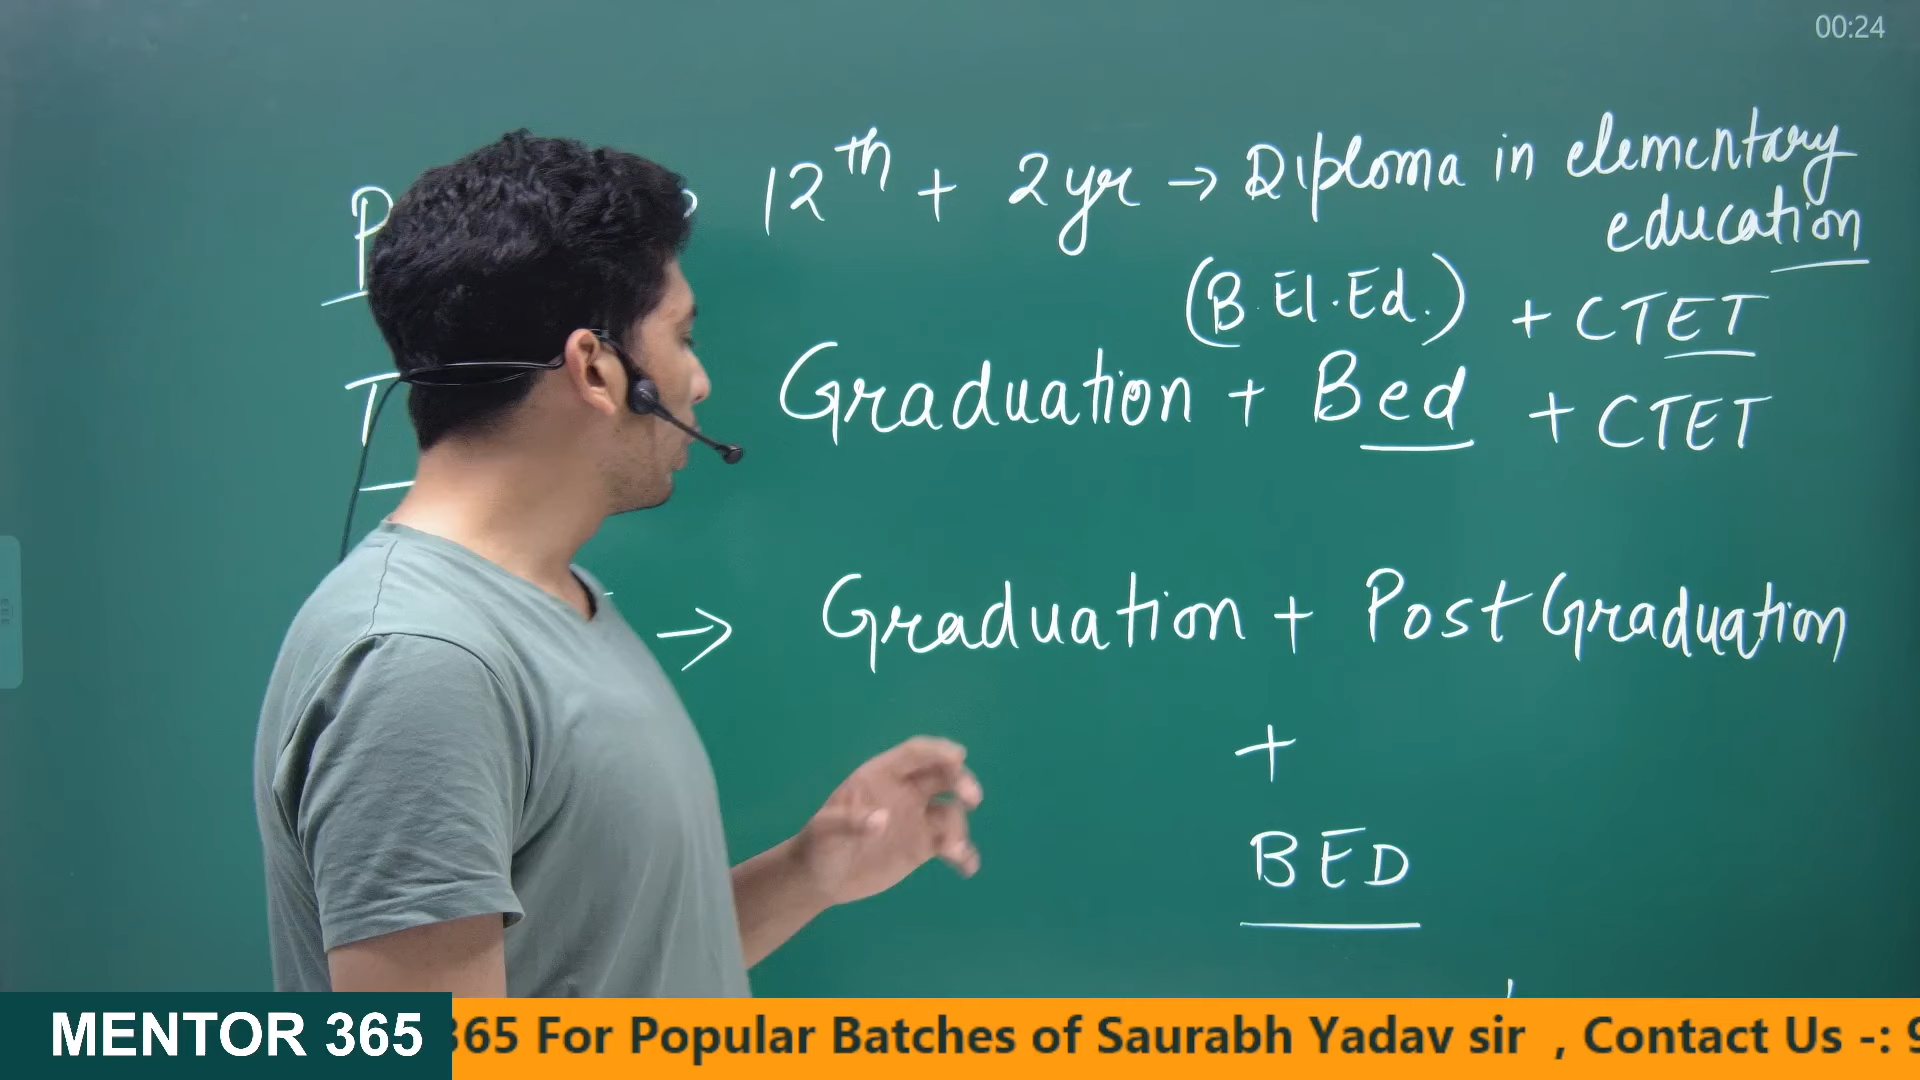 00:24
12th + 2yr → Diploma in elementary
education
(B.El.Ed.) + CTET
Graduation + Bed + CTET
→ Graduation + Post Graduation
+
BED
MENTOR 365
365 For Popular Batches of Saurabh Yadav sir , Contact Us -: 9